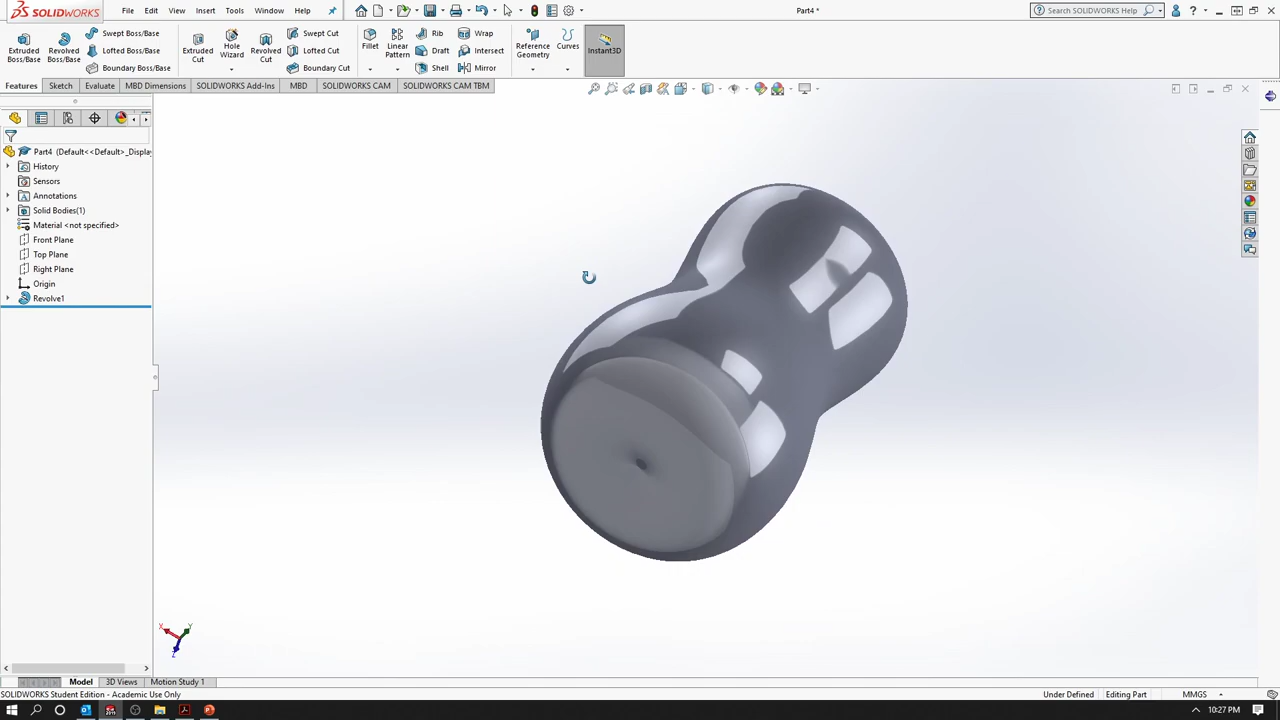 SOLIDWORKS File Edit View Insert Tools Window Help Part4 * Search SOLIDWORKS Help
Extruded Boss/Base
Revolved Boss/Base
Swept Boss/Base
Lofted Boss/Base
Boundary Boss/Base
Extruded Cut
Hole Wizard
Revolved Cut
Swept Cut
Lofted Cut
Boundary Cut
Fillet
Linear Pattern
Rib
Draft
Shell
Wrap
Intersect
Mirror
Reference Geometry
Curves
Instant3D
Features Sketch Evaluate MBD Dimensions SOLIDWORKS Add-Ins MBD SOLIDWORKS CAM SOLIDWORKS CAM TBM
Part4 (Default<<Default>_Display
History
Sensors
Annotations
Solid Bodies(1)
Material <not specified>
Front Plane
Top Plane
Right Plane
Origin
Revolve1
X Y
Z
Model 3D Views Motion Study 1
SOLIDWORKS Student Edition - Academic Use Only Under Defined Editing Part MMGS
10:27 PM